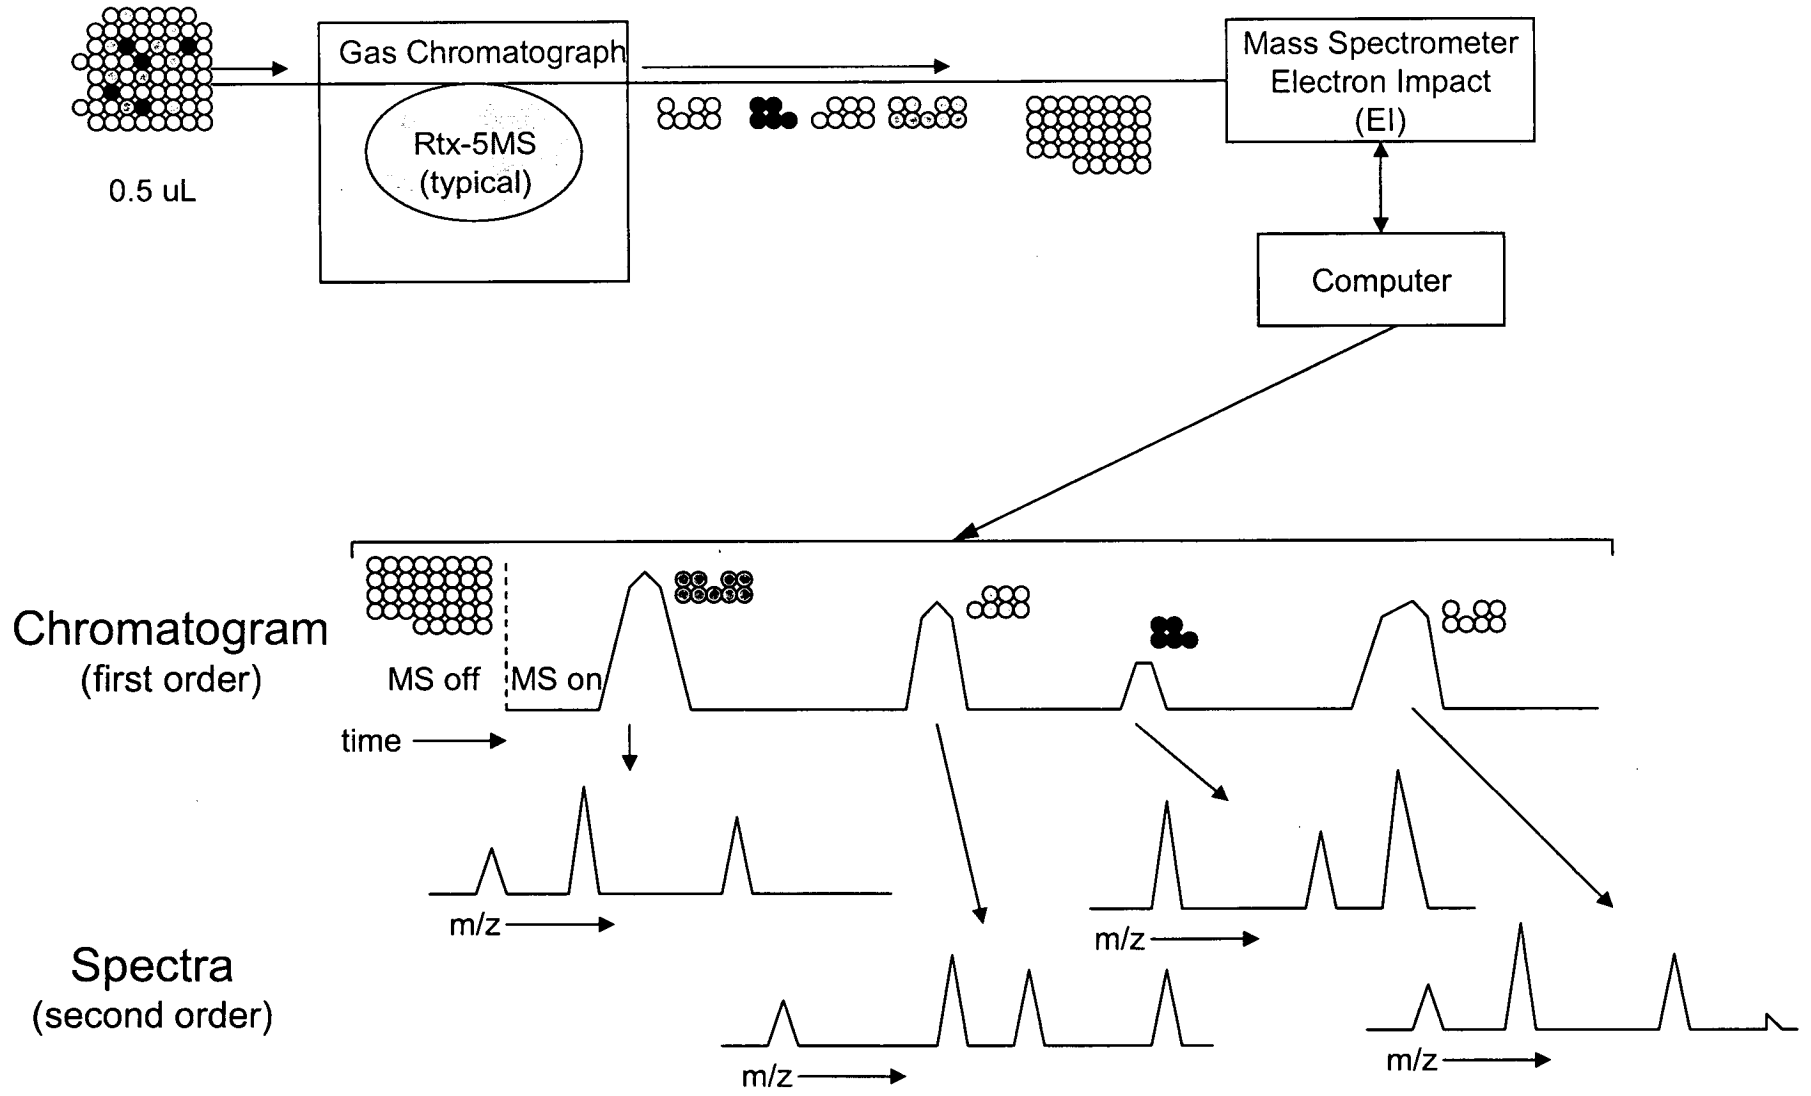 Gas Chromatograph
Rtx-5MS
(typical)
0.5 uL
Mass Spectrometer
Electron Impact
(EI)
Computer
Chromatogram
(first order)
MS off
MS on
time
m/z
m/z
Spectra
(second order)
m/z
m/z